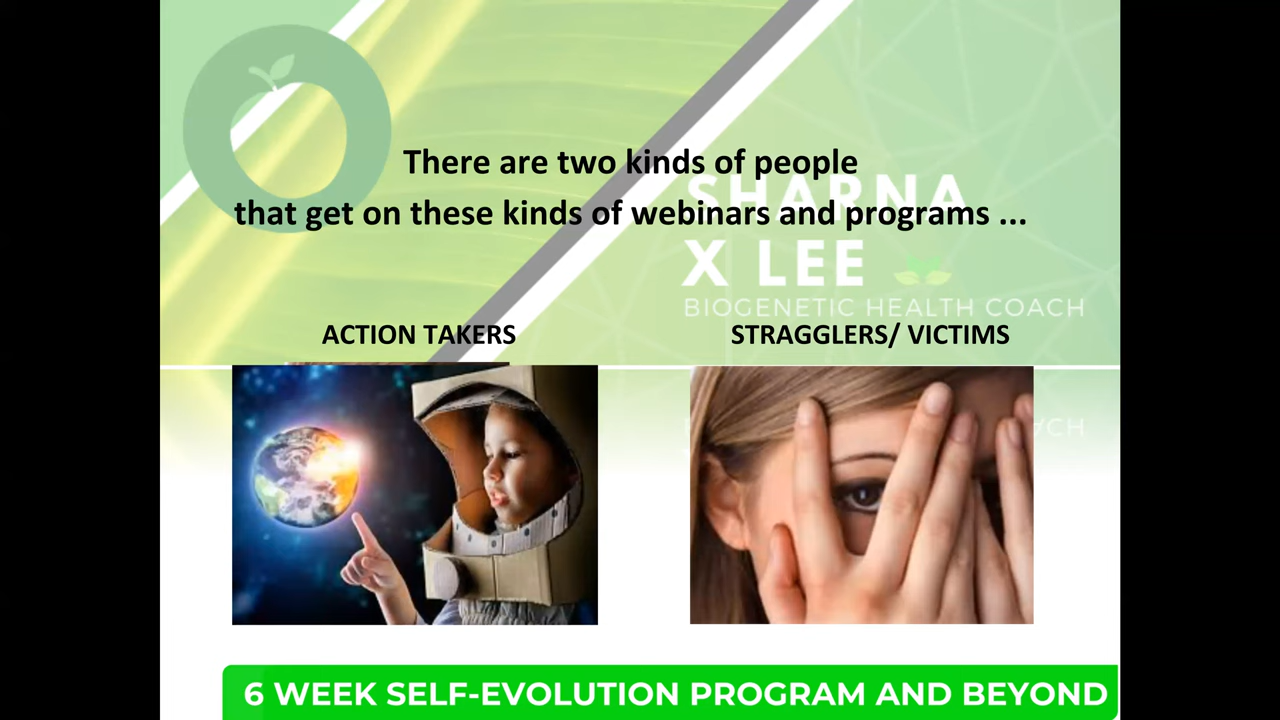 There are two kinds of people
SHARNA
that get on these kinds of webinars and programs ...
X LEE
BIOGENETIC HEALTH COACH
ACTION TAKERS
STRAGGLERS/ VICTIMS
6 WEEK SELF-EVOLUTION PROGRAM AND BEYOND